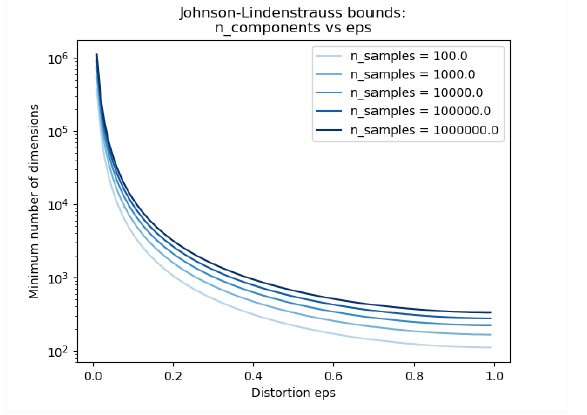 Johnson-Lindenstrauss bounds:
n_components vs eps
n_samples = 100.0
n_samples = 1000.0
n_samples = 10000.0
n_samples = 100000.0
n_samples = 1000000.0
Minimum number of dimensions
10⁶
10⁵
10⁴
10³
10²
0.0 0.2 0.4 0.6 0.8 1.0
Distortion eps